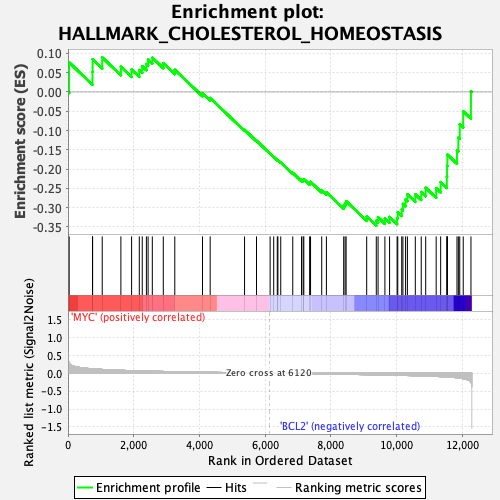 Enrichment plot:
HALLMARK_CHOLESTEROL_HOMEOSTASIS
Enrichment score (ES)
0.10
0.05
0.00
-0.05
-0.10
-0.15
-0.20
-0.25
-0.30
-0.35
'MYC' (positively correlated)
Ranked list metric (Signal2Noise)
1.5
1.0
0.5
0.0
-0.5
-1.0
-1.5
Zero cross at 6120
'BCL2' (negatively correlated)
0
2,000
4,000
6,000
8,000
10,000
12,000
Rank in Ordered Dataset
Enrichment profile
Hits
Ranking metric scores